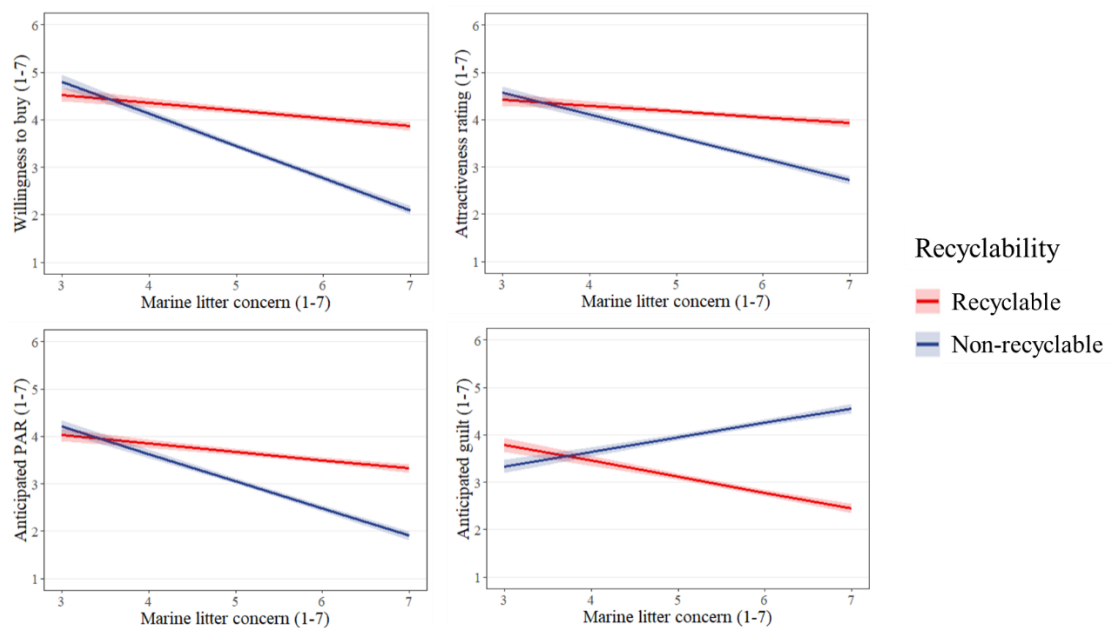 Willingness to buy (1-7)
6
5
4
3
2
1
3 4 5 6 7
Marine litter concern (1-7)
Attractiveness rating (1-7)
6
5
4
3
2
1
3 4 5 6 7
Marine litter concern (1-7)
Anticipated PAR (1-7)
6
5
4
3
2
1
3 4 5 6 7
Marine litter concern (1-7)
Anticipated guilt (1-7)
6
5
4
3
2
1
3 4 5 6 7
Marine litter concern (1-7)
Recyclability
Recyclable
Non-recyclable